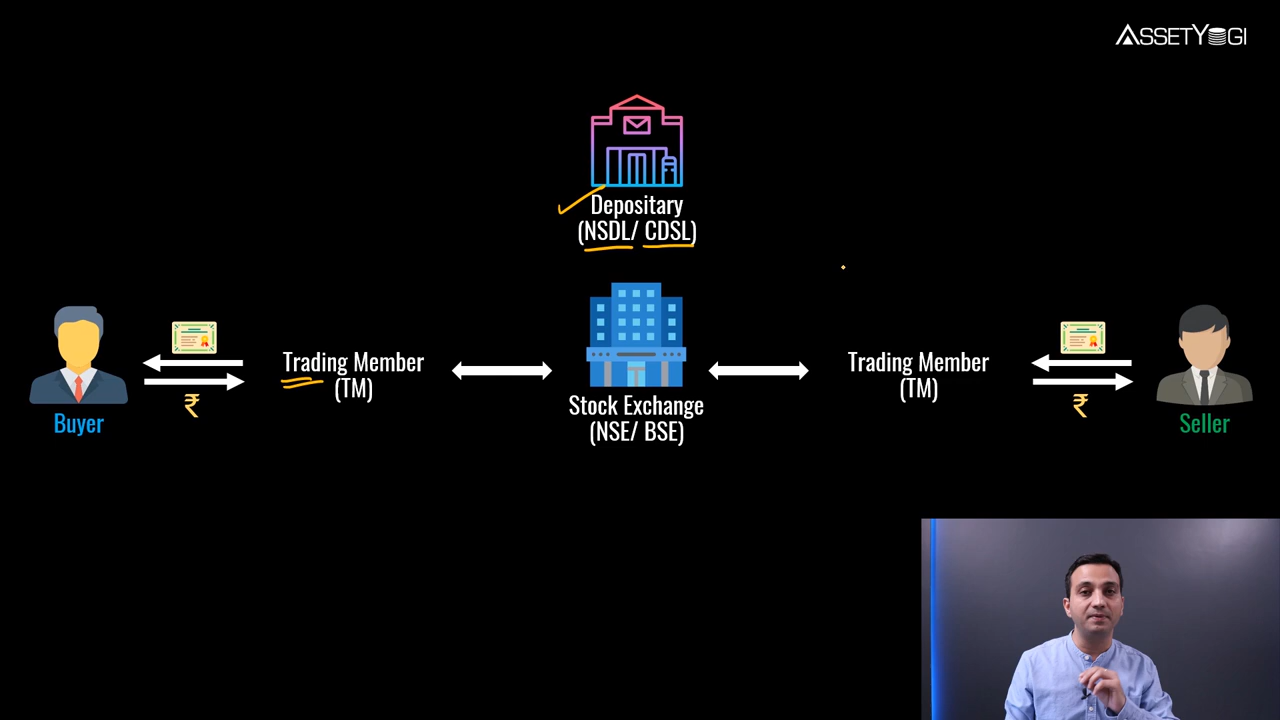 ASSETYOGI
Depositary
(NSDL/ CDSL)
Trading Member
(TM)
Trading Member
(TM)
₹
₹
Buyer
Stock Exchange
(NSE/ BSE)
Seller